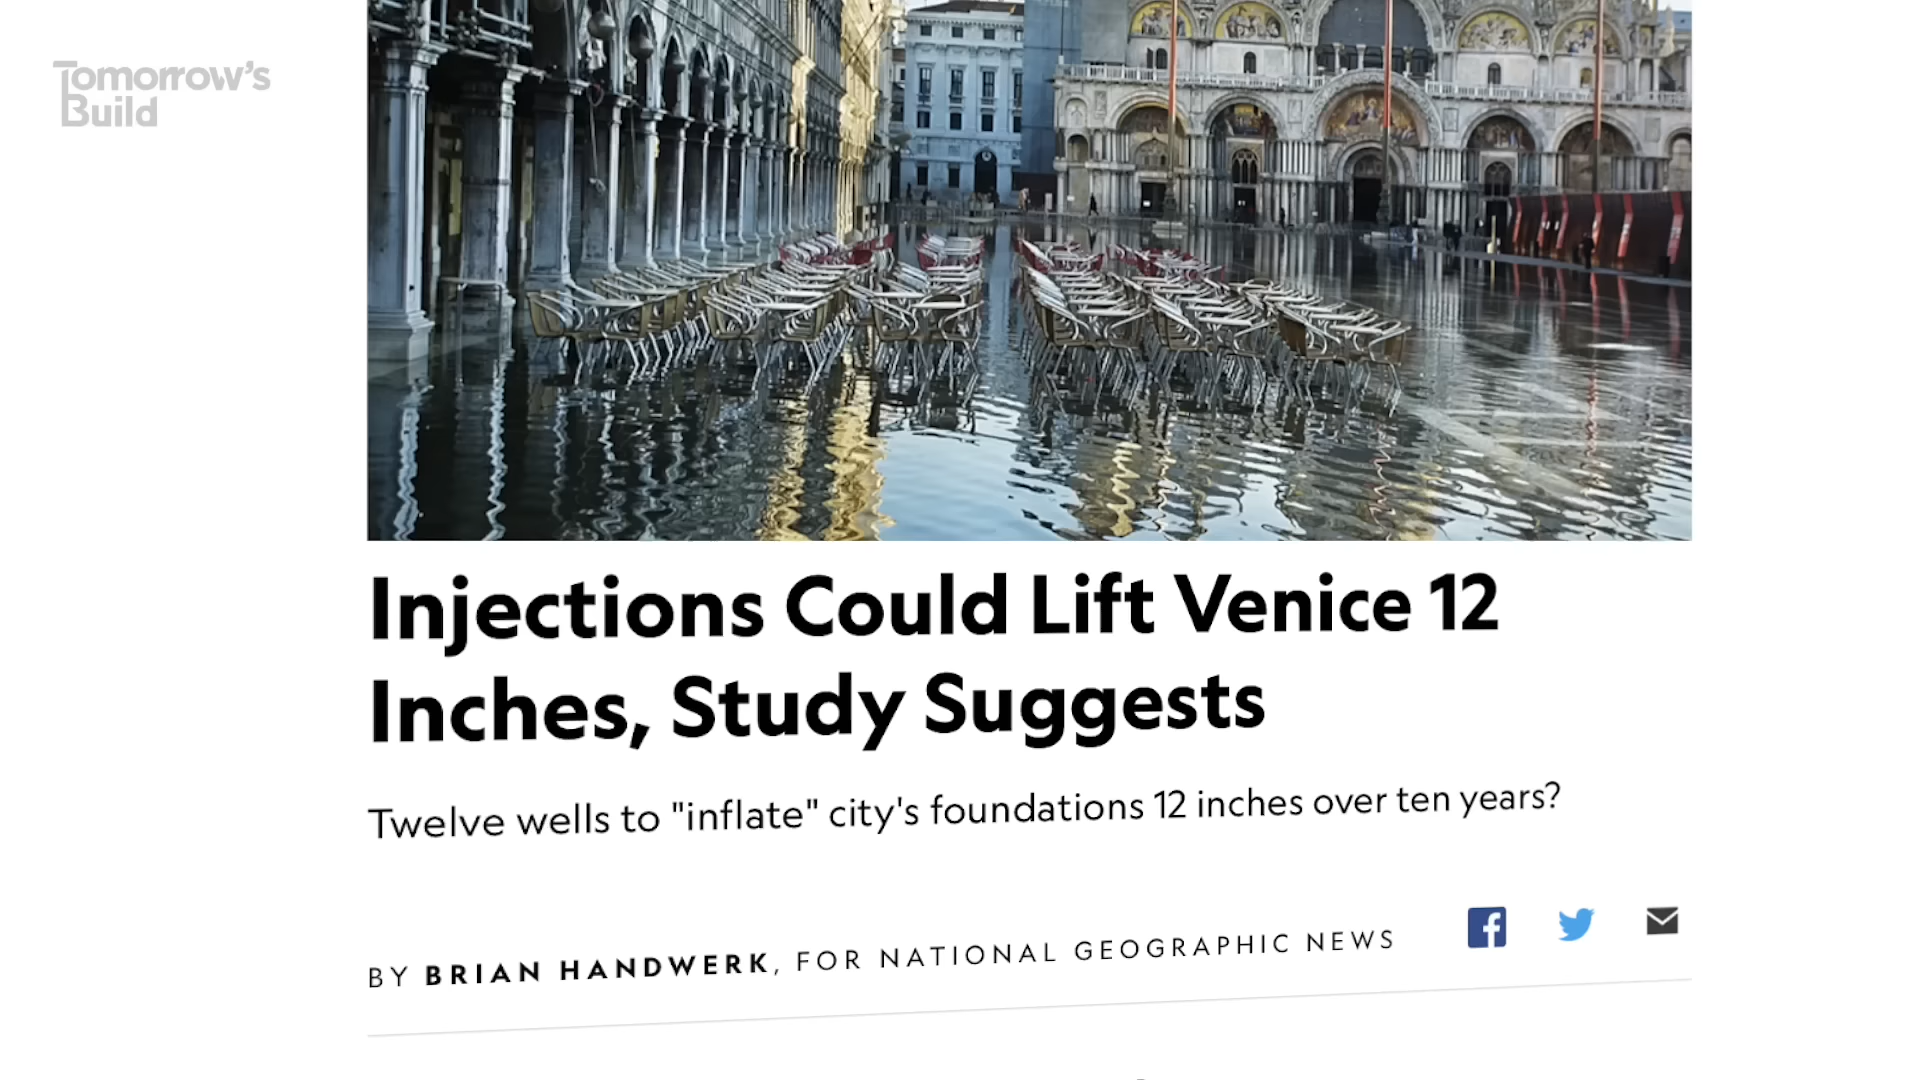 Tomorrow's
Build
Injections Could Lift Venice 12
Inches, Study Suggests
Twelve wells to "inflate" city's foundations 12 inches over ten years?
BY BRIAN HANDWERK, FOR NATIONAL GEOGRAPHIC NEWS